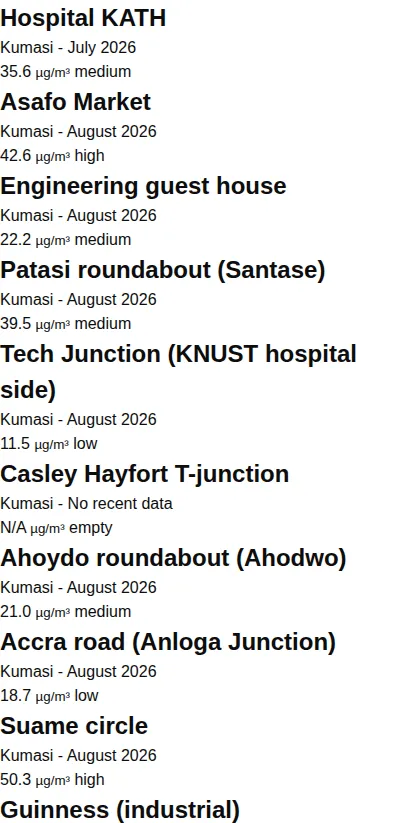 Hospital KATH
Kumasi - July 2026
35.6 µg/m³ medium
Asafo Market
Kumasi - August 2026
42.6 µg/m³ high
Engineering guest house
Kumasi - August 2026
22.2 µg/m³ medium
Patasi roundabout (Santase)
Kumasi - August 2026
39.5 µg/m³ medium
Tech Junction (KNUST hospital
side)
Kumasi - August 2026
11.5 µg/m³ low
Casley Hayfort T-junction
Kumasi - No recent data
N/A µg/m³ empty
Ahoydo roundabout (Ahodwo)
Kumasi - August 2026
21.0 µg/m³ medium
Accra road (Anloga Junction)
Kumasi - August 2026
18.7 µg/m³ low
Suame circle
Kumasi - August 2026
50.3 µg/m³ high
Guinness (industrial)